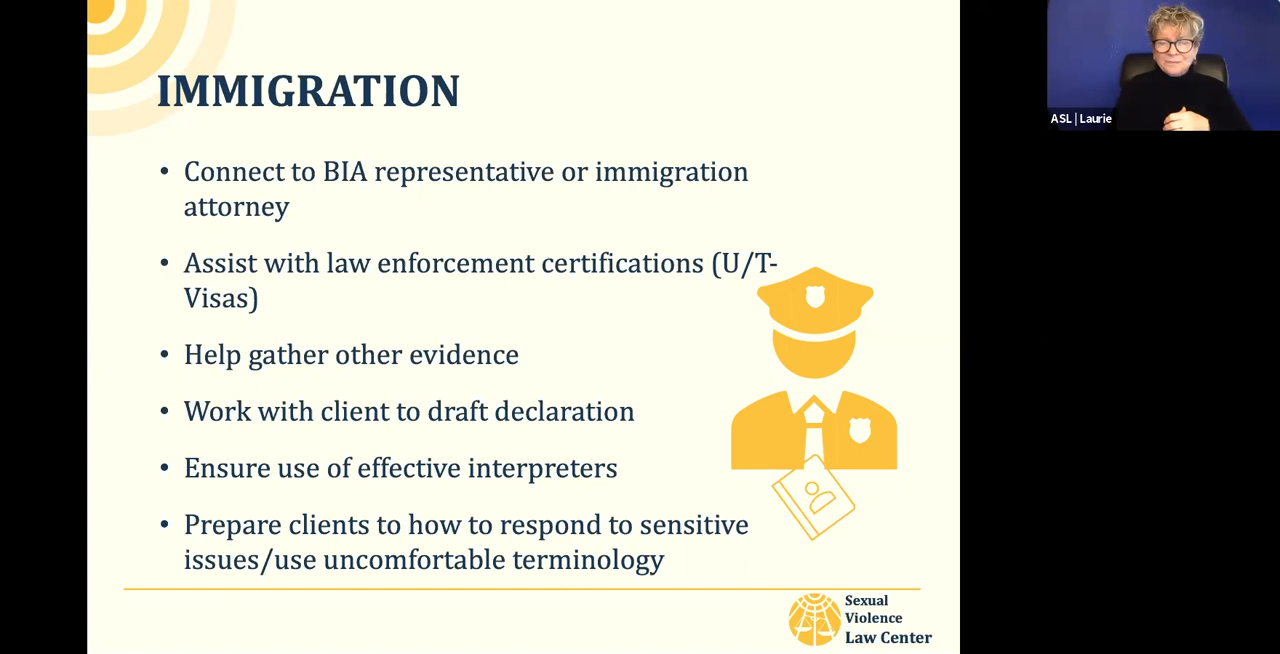 IMMIGRATION
• Connect to BIA representative or immigration
attorney
• Assist with law enforcement certifications (U/T-
Visas)
• Help gather other evidence
• Work with client to draft declaration
• Ensure use of effective interpreters
• Prepare clients to how to respond to sensitive
issues/use uncomfortable terminology
Sexual
Violence
Law Center
ASL | Laurie